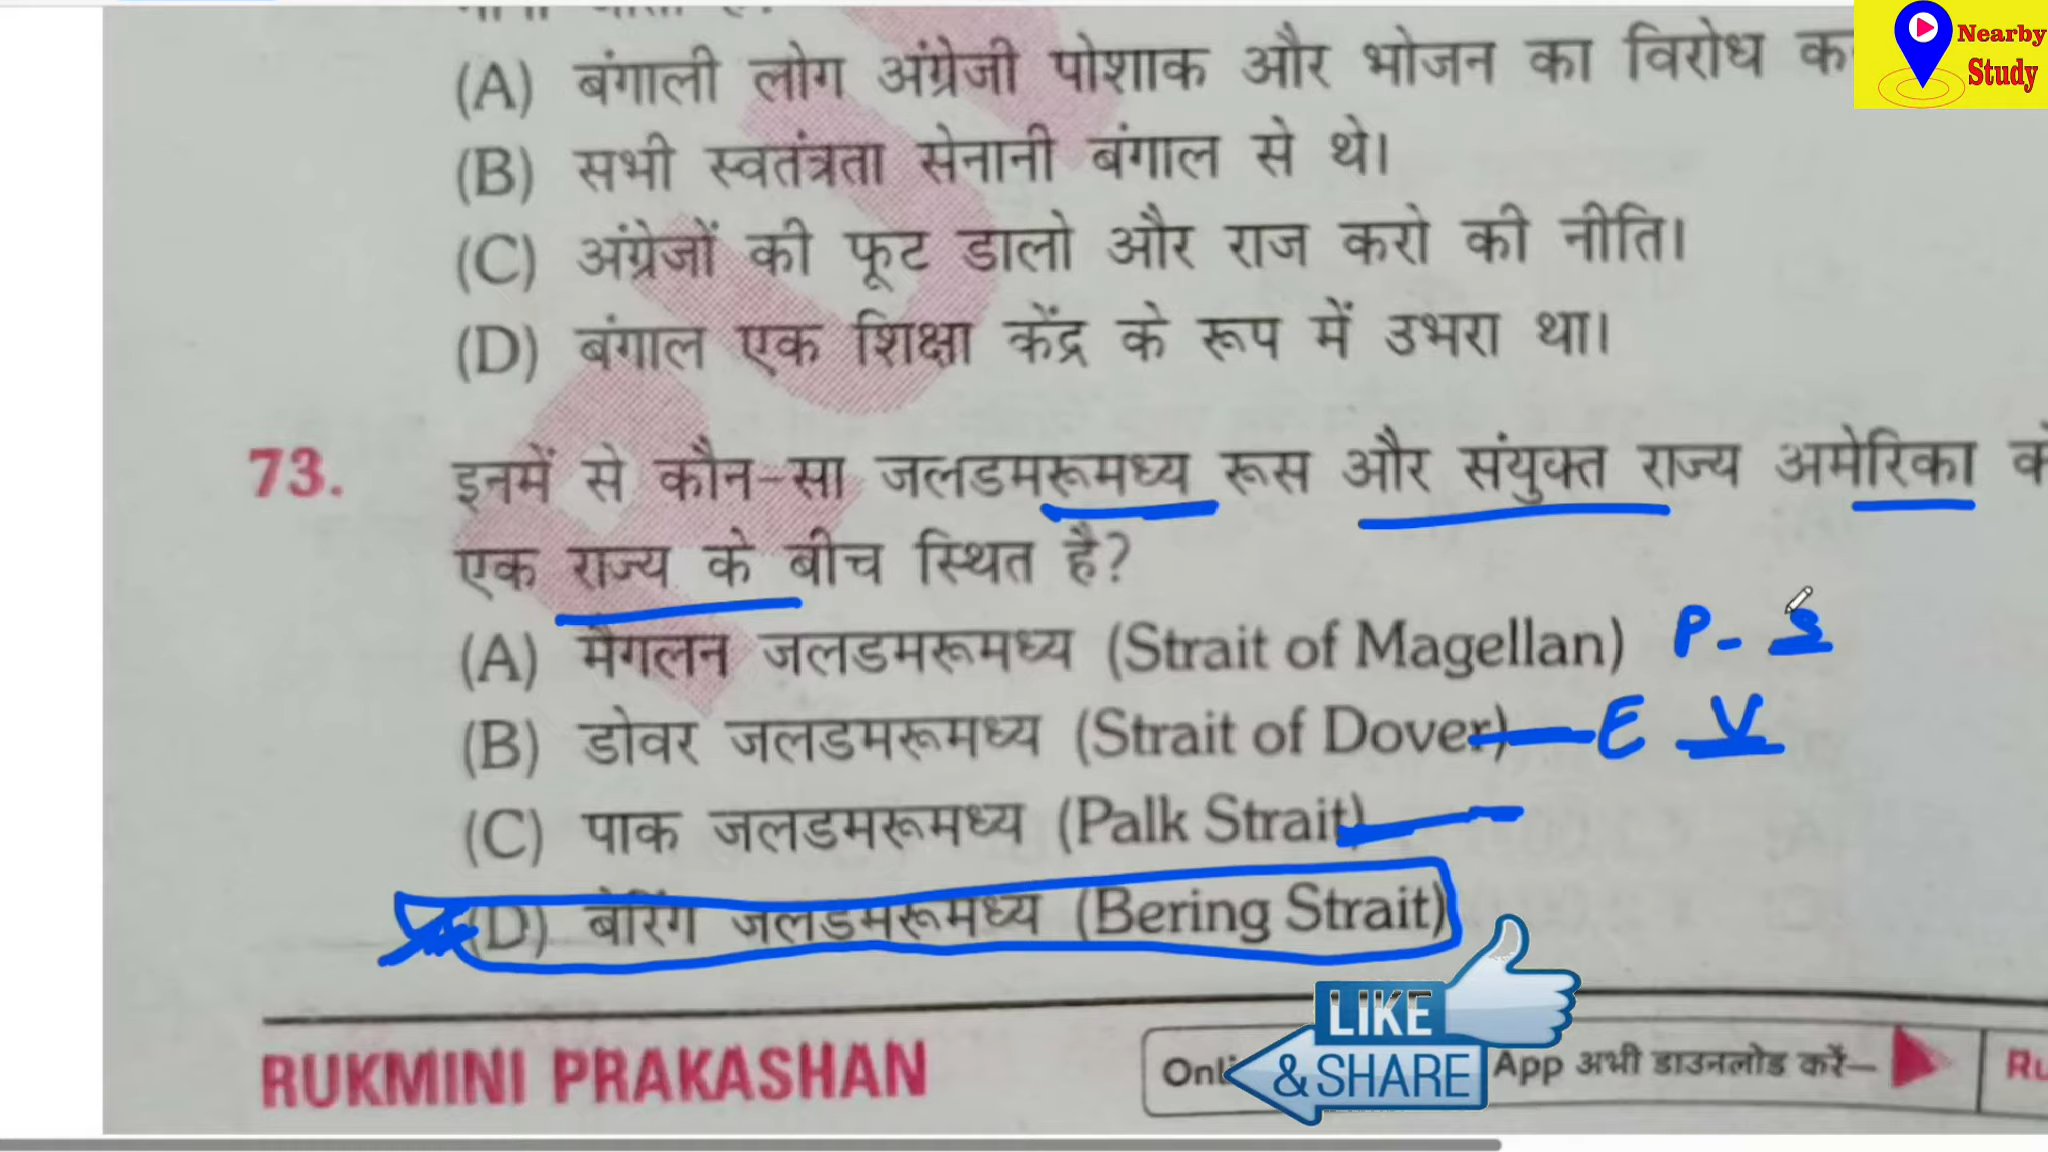 Nearby
Study
(A) बंगाली लोग अंग्रेजी पोशाक और भोजन का विरोध
(B) सभी स्वतंत्रता सेनानी बंगाल से थे।
(C) अंग्रेजों की फूट डालो और राज करो की नीति।
(D) बंगाल एक शिक्षा केंद्र के रूप में उभरा था।
73. इनमें से कौन-सा जलडमरूमध्य रूस और संयुक्त राज्य अमेरिका
एक राज्य के बीच स्थित है?
(A) मैगलन जलडमरूमध्य (Strait of Magellan) P - S
(B) डोवर जलडमरूमध्य (Strait of Dover) E V
(C) पाक जलडमरूमध्य (Palk Strait)
(D) बेरिंग जलडमरूमध्य (Bering Strait)
LIKE
& SHARE
RUKMINI PRAKASHAN
App अभी डाउनलोड करें—